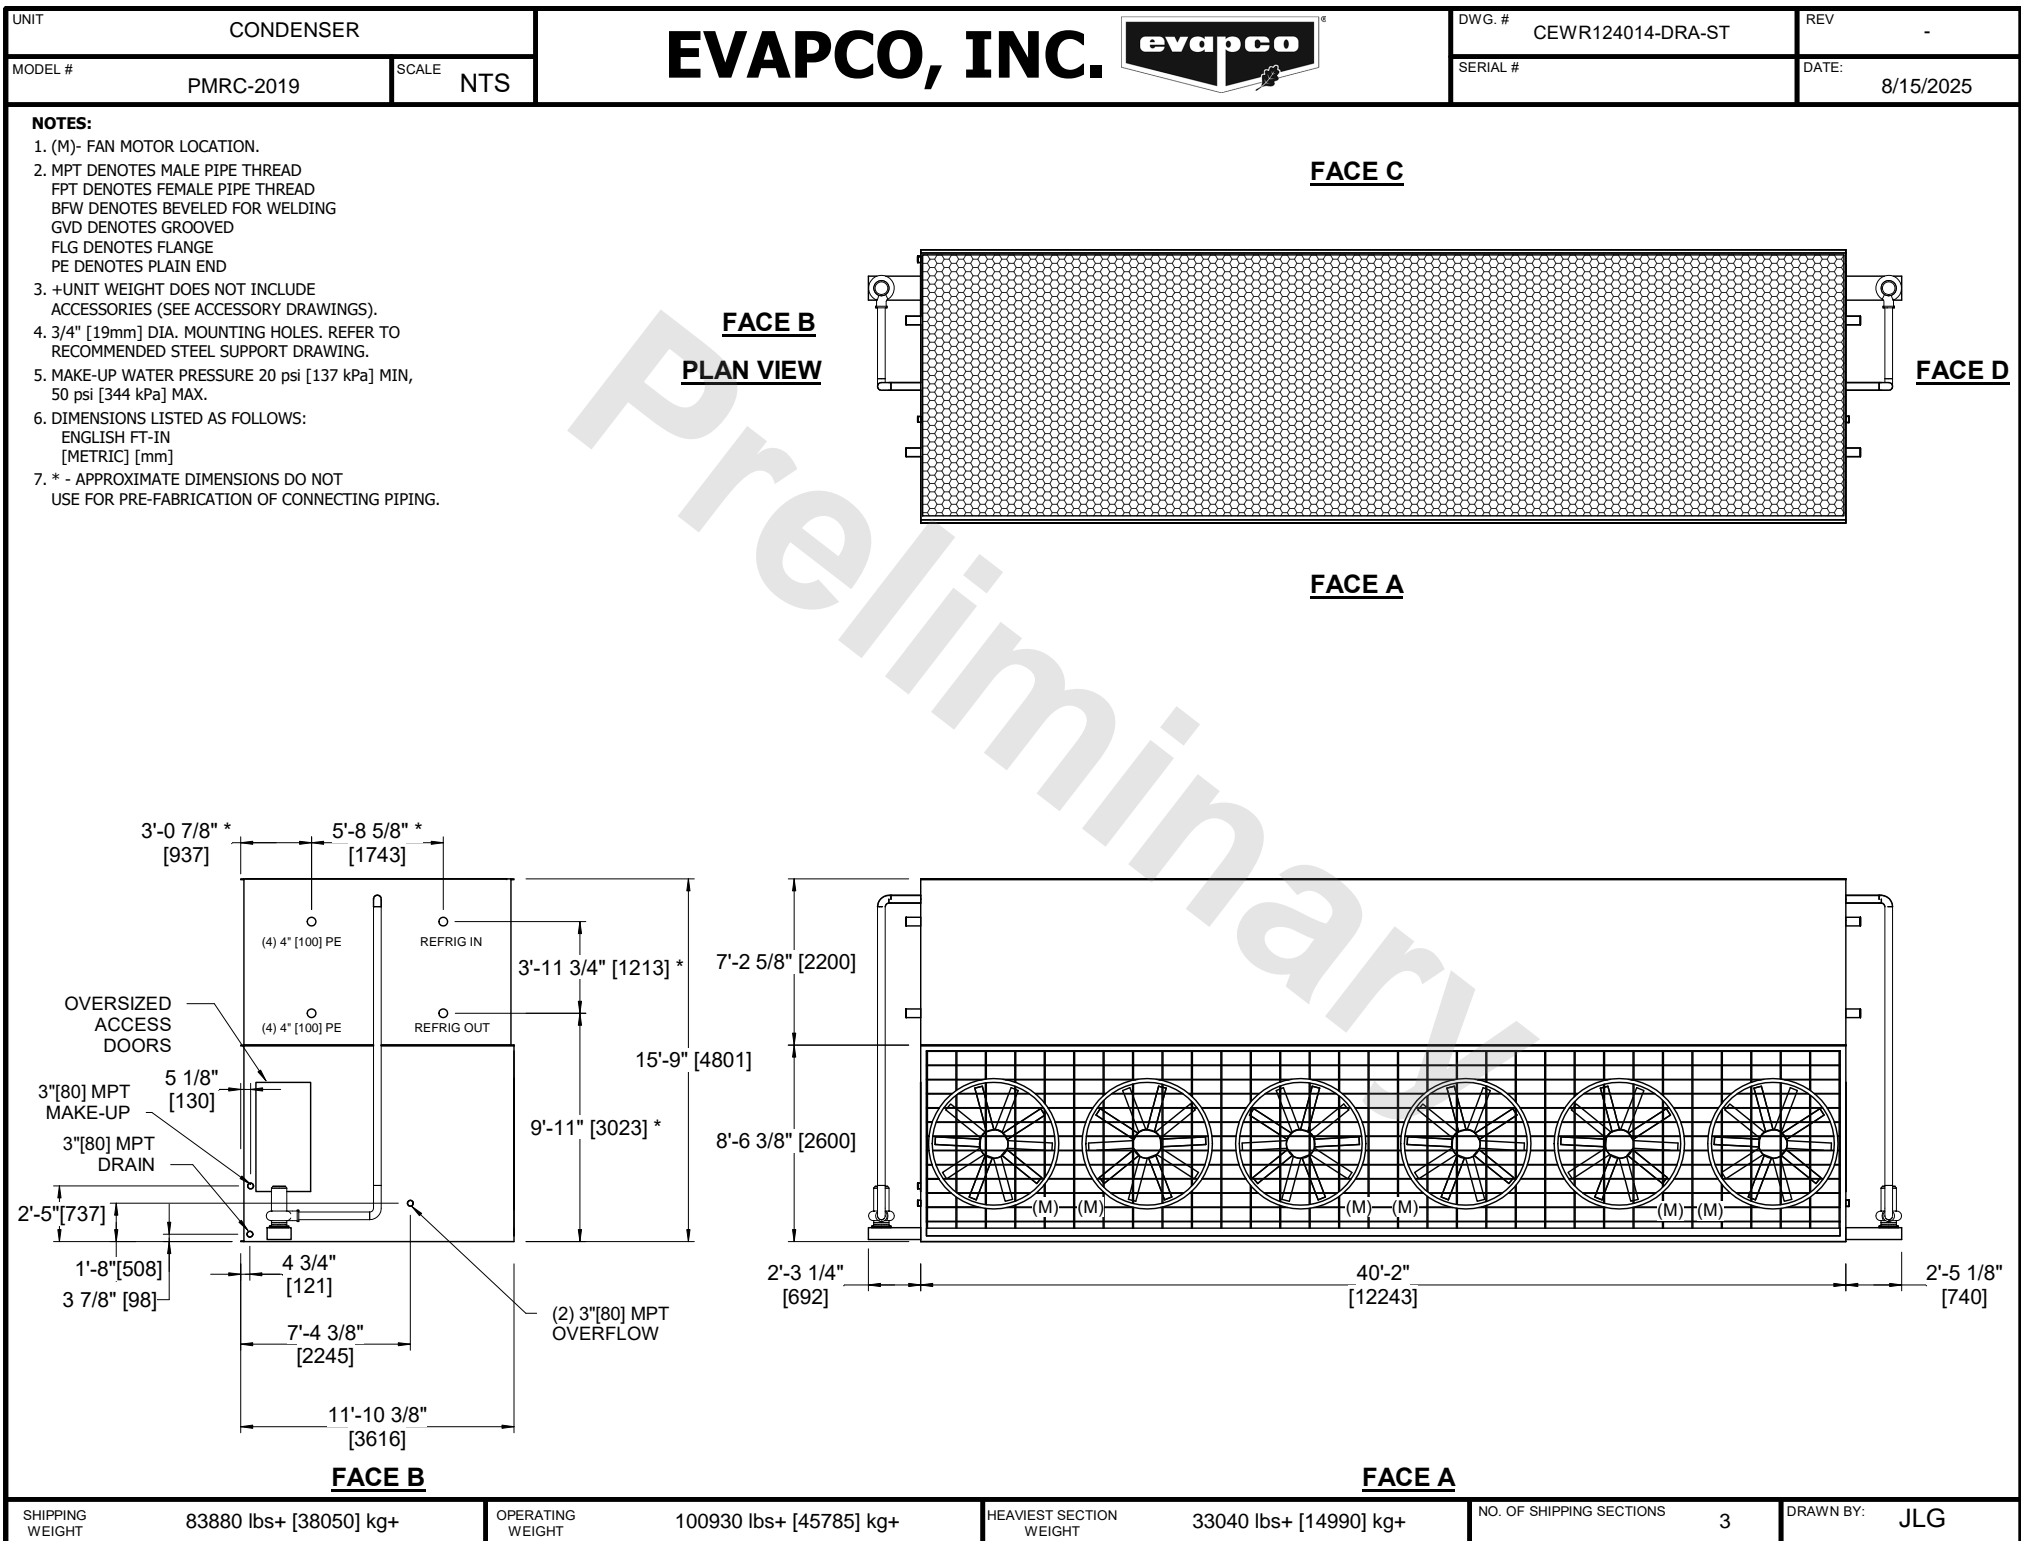 UNIT
CONDENSER
MODEL #
PMRC-2019
SCALE
NTS
EVAPCO, INC.
evapco
®
DWG. #
CEWR124014-DRA-ST
REV
-
SERIAL #
DATE:
8/15/2025
NOTES:
1. (M)- FAN MOTOR LOCATION.
2. MPT DENOTES MALE PIPE THREAD
FPT DENOTES FEMALE PIPE THREAD
BFW DENOTES BEVELED FOR WELDING
GVD DENOTES GROOVED
FLG DENOTES FLANGE
PE DENOTES PLAIN END
3. +UNIT WEIGHT DOES NOT INCLUDE
ACCESSORIES (SEE ACCESSORY DRAWINGS).
4. 3/4" [19mm] DIA. MOUNTING HOLES. REFER TO
RECOMMENDED STEEL SUPPORT DRAWING.
5. MAKE-UP WATER PRESSURE 20 psi [137 kPa] MIN,
50 psi [344 kPa] MAX.
6. DIMENSIONS LISTED AS FOLLOWS:
ENGLISH FT-IN
[METRIC] [mm]
7. * - APPROXIMATE DIMENSIONS DO NOT
USE FOR PRE-FABRICATION OF CONNECTING PIPING.
FACE C
FACE B
PLAN VIEW
FACE D
FACE A
Preliminary
3'-0 7/8" *
[937]
5'-8 5/8" *
[1743]
(4) 4" [100] PE
REFRIG IN
3'-11 3/4" [1213] *
(4) 4" [100] PE
REFRIG OUT
OVERSIZED
ACCESS
DOORS
15'-9" [4801]
5 1/8"
[130]
3"[80] MPT
MAKE-UP
3"[80] MPT
DRAIN
9'-11" [3023] *
2'-5"[737]
1'-8"[508]
3 7/8" [98]
4 3/4"
[121]
7'-4 3/8"
[2245]
(2) 3"[80] MPT
OVERFLOW
11'-10 3/8"
[3616]
FACE B
7'-2 5/8" [2200]
8'-6 3/8" [2600]
(M) (M) (M) (M) (M) (M)
2'-3 1/4"
[692]
40'-2"
[12243]
2'-5 1/8"
[740]
FACE A
SHIPPING
WEIGHT
83880 lbs+ [38050] kg+
OPERATING
WEIGHT
100930 lbs+ [45785] kg+
HEAVIEST SECTION
WEIGHT
33040 lbs+ [14990] kg+
NO. OF SHIPPING SECTIONS
3
DRAWN BY:
JLG